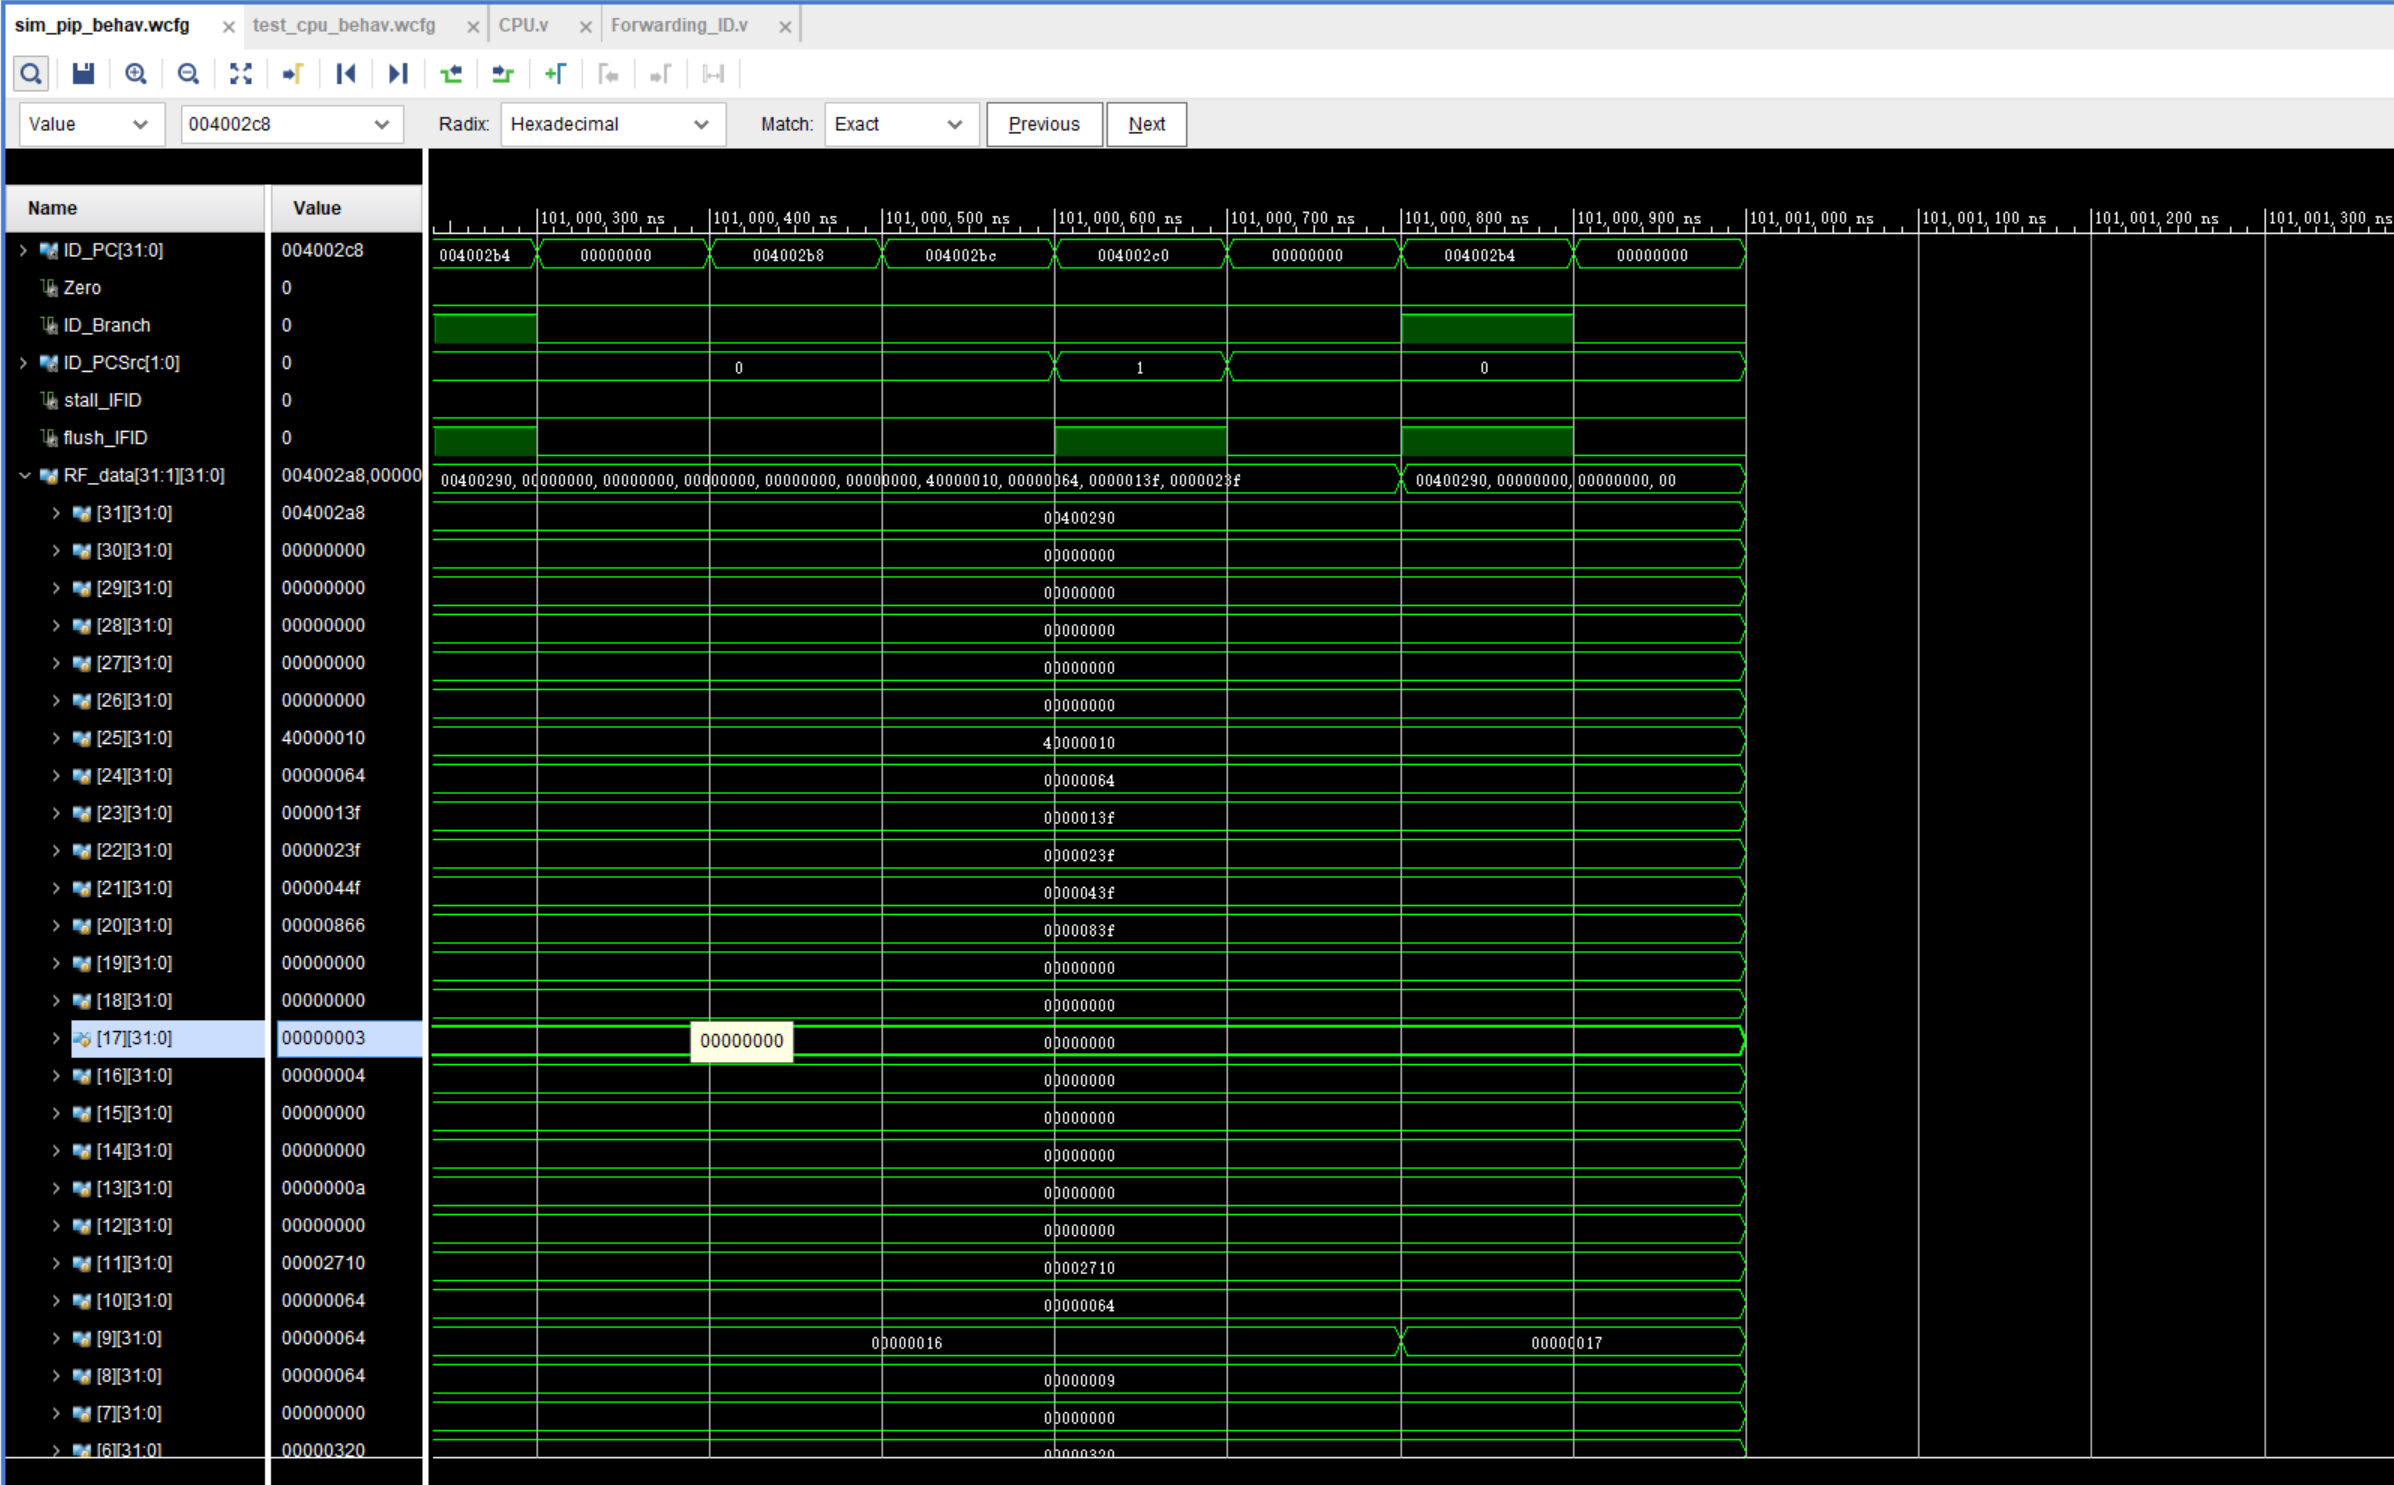 sim_pip_behav.wcfg × test_cpu_behav.wcfg × CPU.v × Forwarding_ID.v ×
Value 004002c8 Radix: Hexadecimal Match: Exact Previous Next
Name Value
101,000,300 ns 101,000,400 ns 101,000,500 ns 101,000,600 ns 101,000,700 ns 101,000,800 ns 101,000,900 ns 101,001,000 ns 101,001,100 ns 101,001,200 ns 101,001,300 ns
ID_PC[31:0] 004002c8 004002b4 00000000 004002b8 004002bc 004002c0 00000000 004002b4 00000000
Zero 0
ID_Branch 0
ID_PCSrc[1:0] 0 0 1 0
stall_IFID 0
flush_IFID 0
RF_data[31:1][31:0] 004002a8,00000 00400290, 00000000, 00000000, 00000000, 00000000, 00000000, 40000010, 00000064, 0000013f, 0000023f 00400290, 00000000, 00000000, 00
[31][31:0] 004002a8 00400290
[30][31:0] 00000000 00000000
[29][31:0] 00000000 00000000
[28][31:0] 00000000 00000000
[27][31:0] 00000000 00000000
[26][31:0] 00000000 00000000
[25][31:0] 40000010 40000010
[24][31:0] 00000064 00000064
[23][31:0] 0000013f 0000013f
[22][31:0] 0000023f 0000023f
[21][31:0] 0000044f 0000043f
[20][31:0] 00000866 0000083f
[19][31:0] 00000000 00000000
[18][31:0] 00000000 00000000
[17][31:0] 00000003 00000000 00000000
[16][31:0] 00000004 00000000
[15][31:0] 00000000 00000000
[14][31:0] 00000000 00000000
[13][31:0] 0000000a 00000000
[12][31:0] 00000000 00000000
[11][31:0] 00002710 00002710
[10][31:0] 00000064 00000064
[9][31:0] 00000064 00000016 00000017
[8][31:0] 00000064 00000009
[7][31:0] 00000000 00000000
[6][31:0] 00000320 00000320